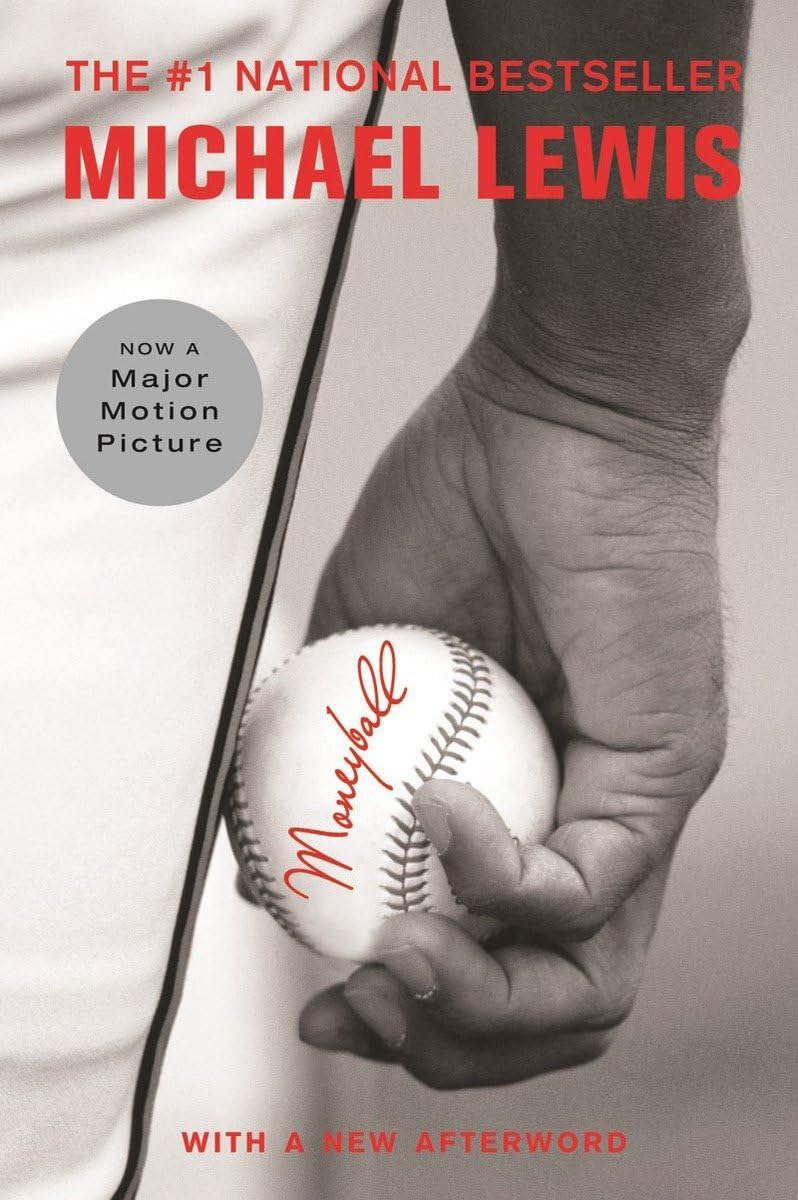 THE #1 NATIONAL BESTSELLER
MICHAEL LEWIS
NOW A
Major
Motion
Picture
Moneyball
WITH A NEW AFTERWORD